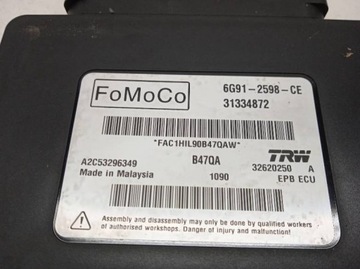 FoMoCo
6G91-2598-CE
31334872
*FAC1HIL90B47QAW*
A2C53296349
B47QA
TRW
Made in Malaysia
1090
32620250 A
EPB ECU
Assembly and disassembly may only be done by qualified workers
of authorised workshops. Danger of injury and malfunction!